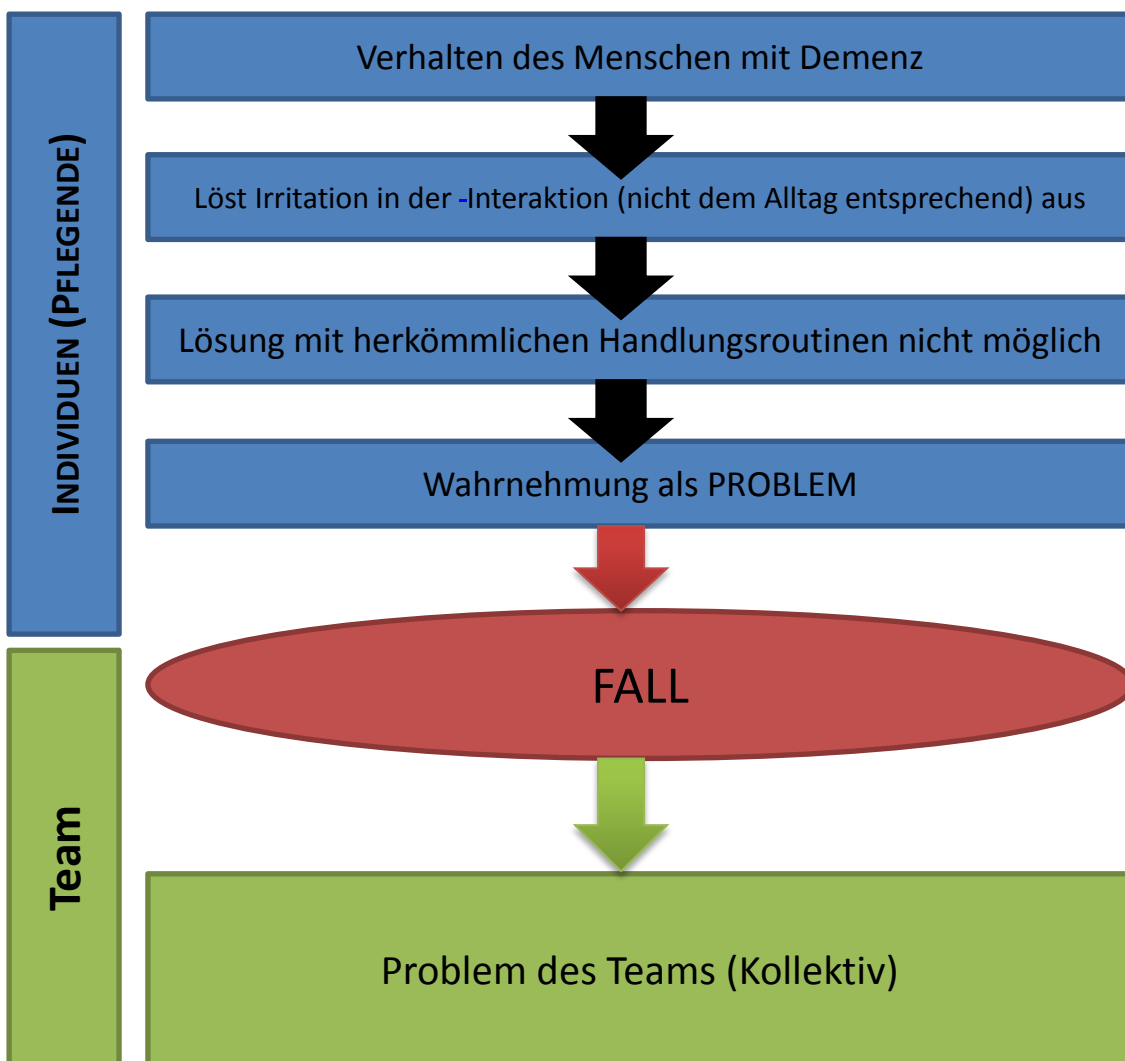 INDIVIDUEN (PFLEGENDE)
Verhalten des Menschen mit Demenz
Löst Irritation in der -Interaktion (nicht dem Alltag entsprechend) aus
Lösung mit herkömmlichen Handlungsroutinen nicht möglich
Wahrnehmung als PROBLEM
FALL
Team
Problem des Teams (Kollektiv)